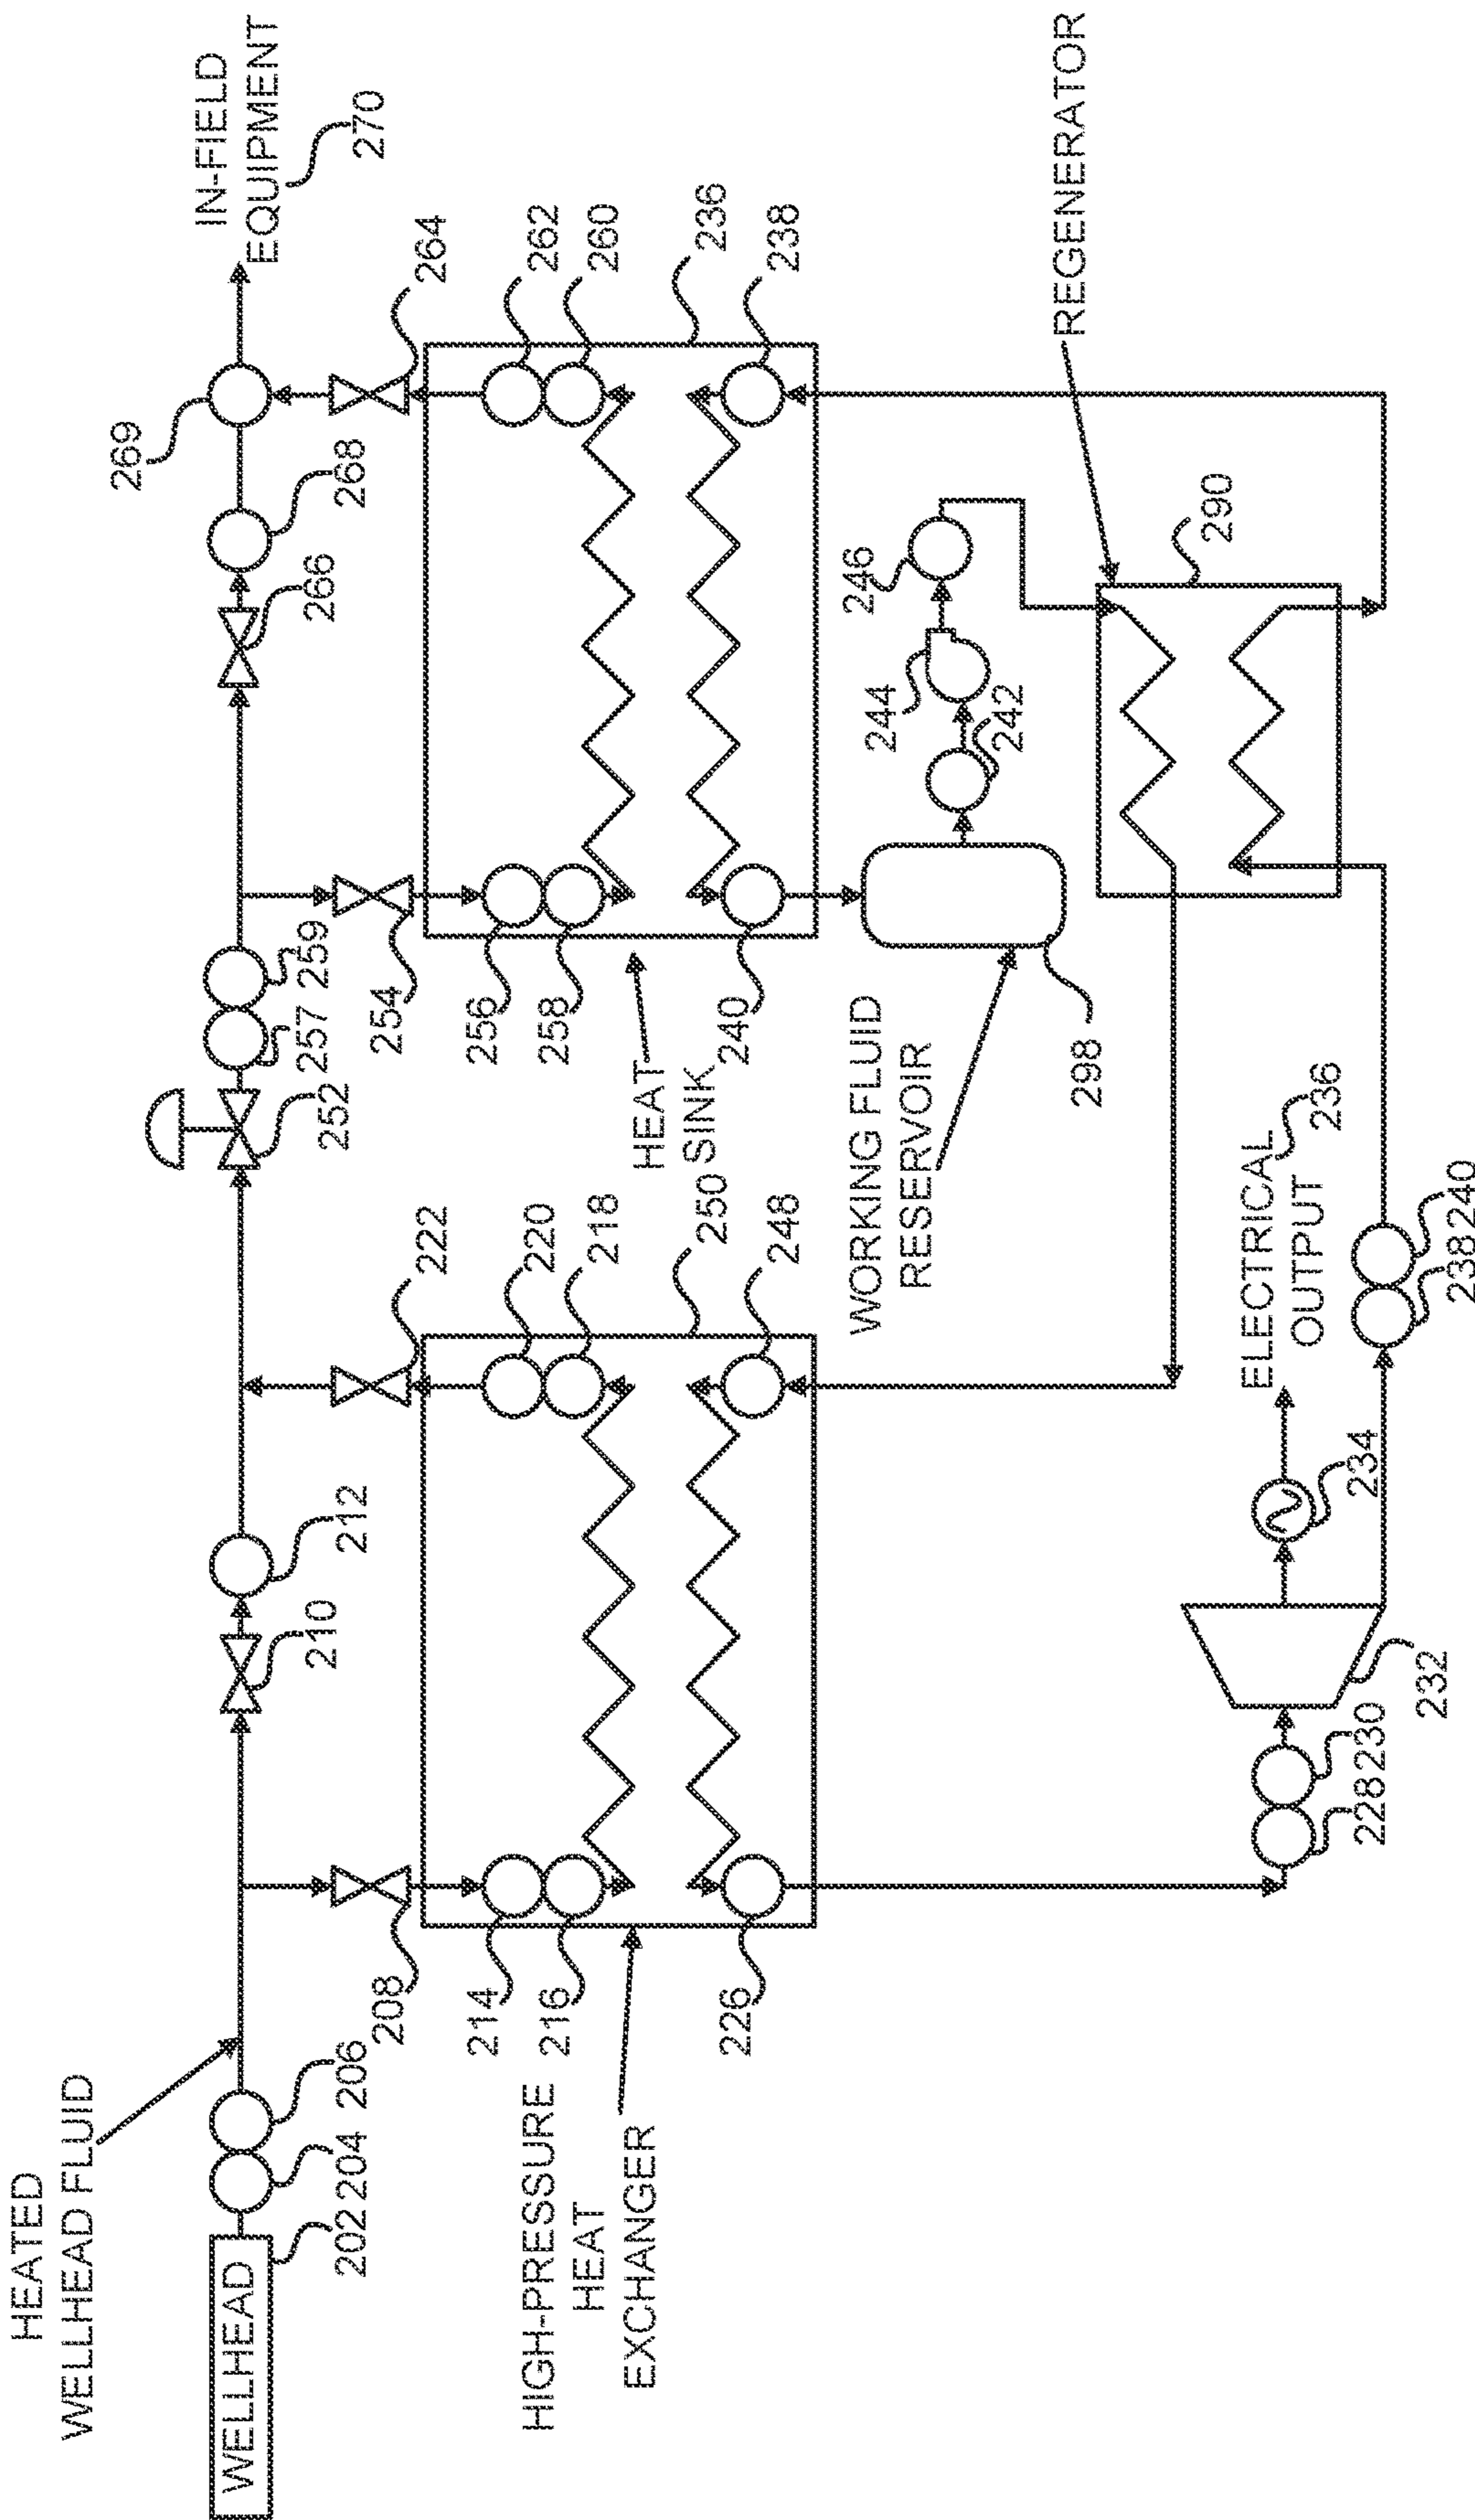 HEATED
WELLHEAD FLUID
WELLHEAD
202
204
206
208
210
212
222
252
257
259
254
266
268
269
264
IN-FIELD
EQUIPMENT
270
HIGH-PRESSURE
HEAT
EXCHANGER
214
216
226
220
218
250
248
HEAT
SINK
256
258
240
262
260
236
238
WORKING FLUID
RESERVOIR
298
244
242
246
REGENERATOR
290
228
230
232
234
ELECTRICAL
OUTPUT
236
238
240